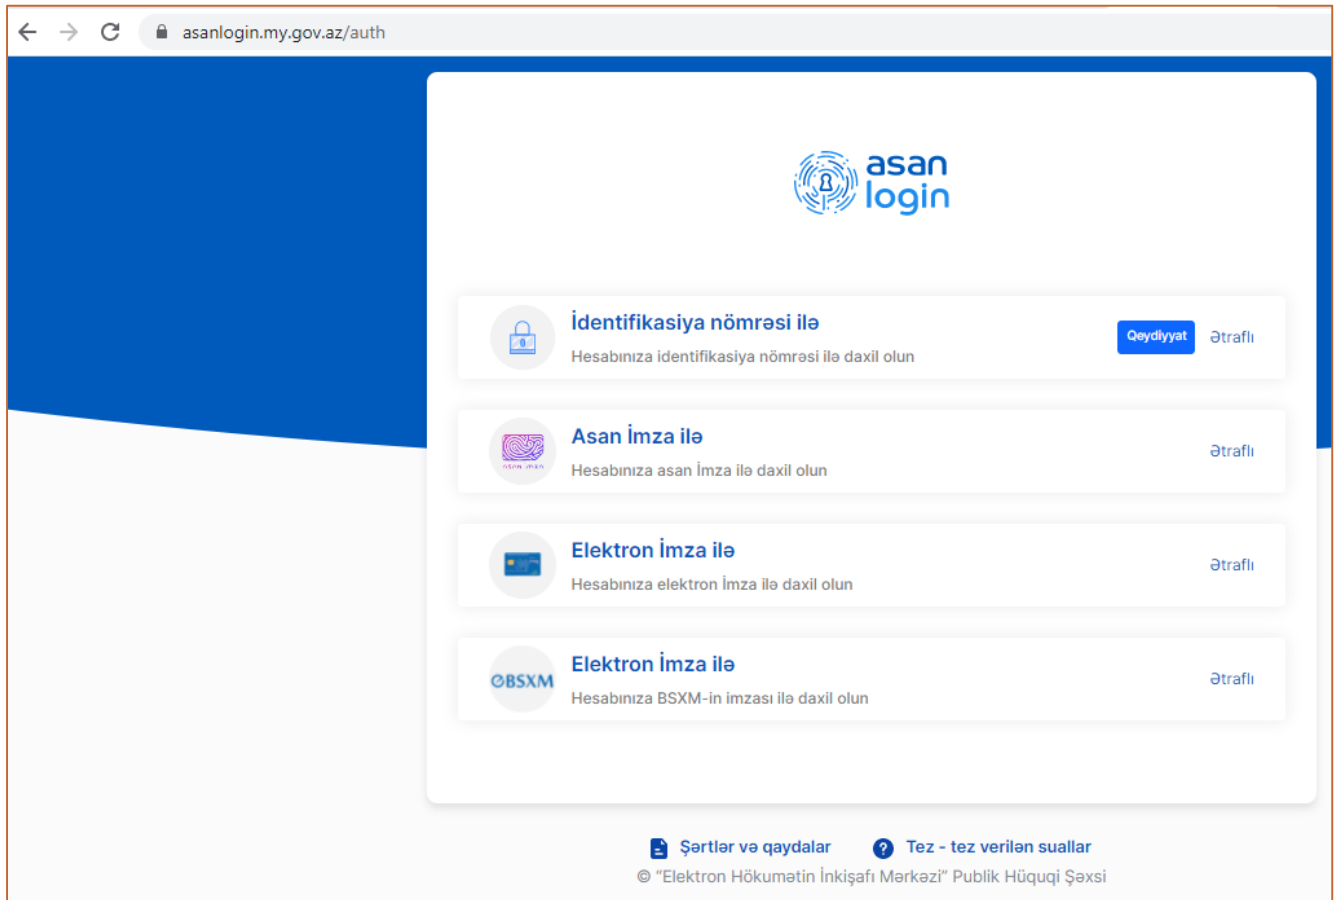 asanlogin.my.gov.az/auth
asan
login
İdentifikasiya nömrəsi ilə
Hesabınıza identifikasiya nömrəsi ilə daxil olun
Qeydiyyat
Ətraflı
asan imza
Asan İmza ilə
Hesabınıza asan İmza ilə daxil olun
Ətraflı
Elektron İmza ilə
Hesabınıza elektron İmza ilə daxil olun
Ətraflı
BSXM
Elektron İmza ilə
Hesabınıza BSXM-in imzası ilə daxil olun
Ətraflı
Şərtlər və qaydalar
Tez - tez verilən suallar
© “Elektron Hökumətin İnkişafı Mərkəzi” Publik Hüquqi Şəxsi